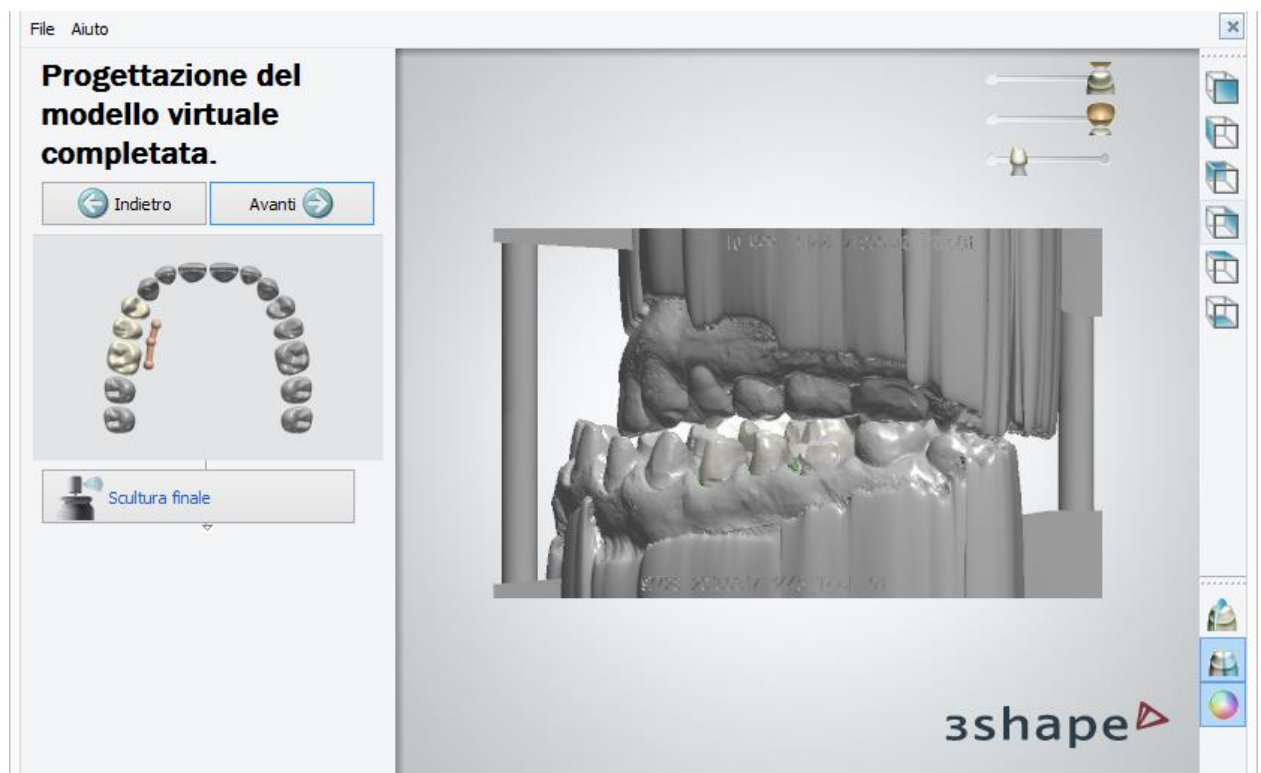 File Aiuto
Progettazione del
modello virtuale
completata.
Indietro
Avanti
Scultura finale
3shape